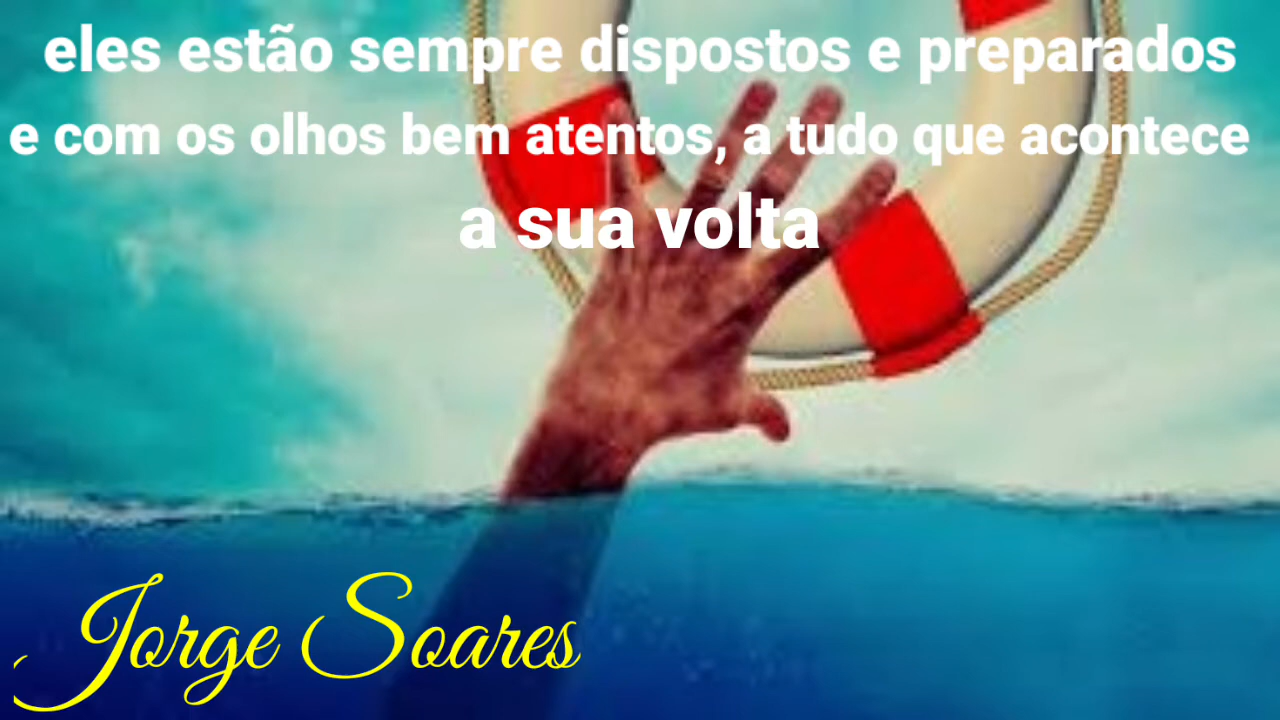 eles estão sempre dispostos e preparados
e com os olhos bem atentos, a tudo que acontece
a sua volta
Jorge Soares